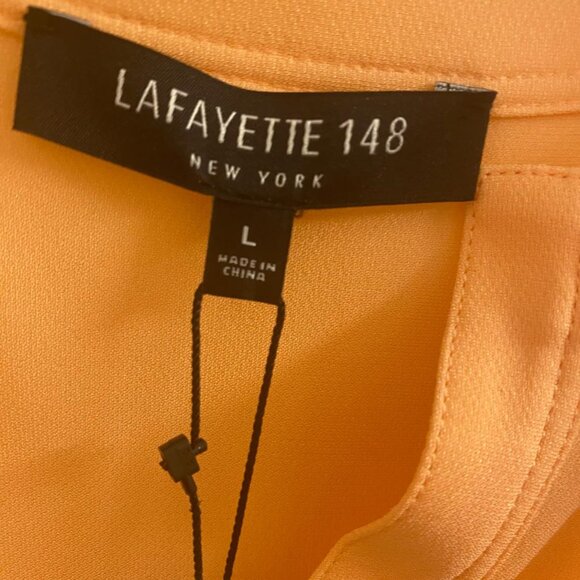 LAFAYETTE 148
NEW YORK
L
MADE IN
CHINA